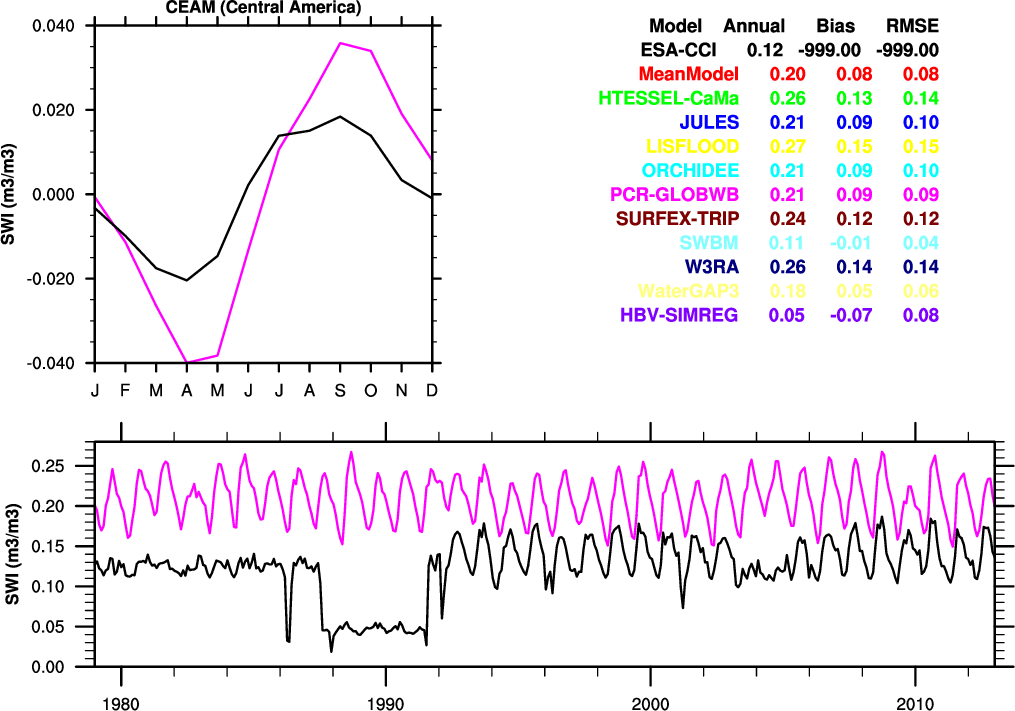 CEAM (Central America)
0.040
0.020
0.000
-0.020
-0.040
SWI (m3/m3)
J F M A M J J A S O N D
Model Annual Bias RMSE
ESA-CCI 0.12 -999.00 -999.00
MeanModel 0.20 0.08 0.08
HTESSEL-CaMa 0.26 0.13 0.14
JULES 0.21 0.09 0.10
LISFLOOD 0.27 0.15 0.15
ORCHIDEE 0.21 0.09 0.10
PCR-GLOBWB 0.21 0.09 0.09
SURFEX-TRIP 0.24 0.12 0.12
SWBM 0.11 -0.01 0.04
W3RA 0.26 0.14 0.14
WaterGAP3 0.18 0.05 0.06
HBV-SIMREG 0.05 -0.07 0.08
0.25
0.20
0.15
0.10
0.05
0.00
SWI (m3/m3)
1980 1990 2000 2010